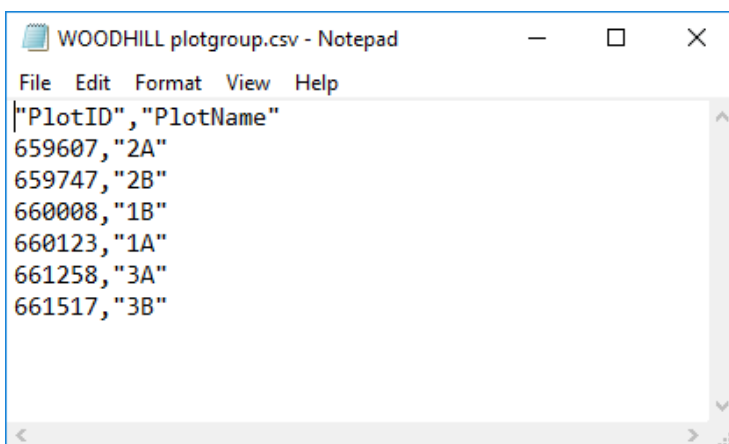 WOODHILL plotgroup.csv - Notepad
File Edit Format View Help
"PlotID","PlotName"
659607,"2A"
659747,"2B"
660008,"1B"
660123,"1A"
661258,"3A"
661517,"3B"